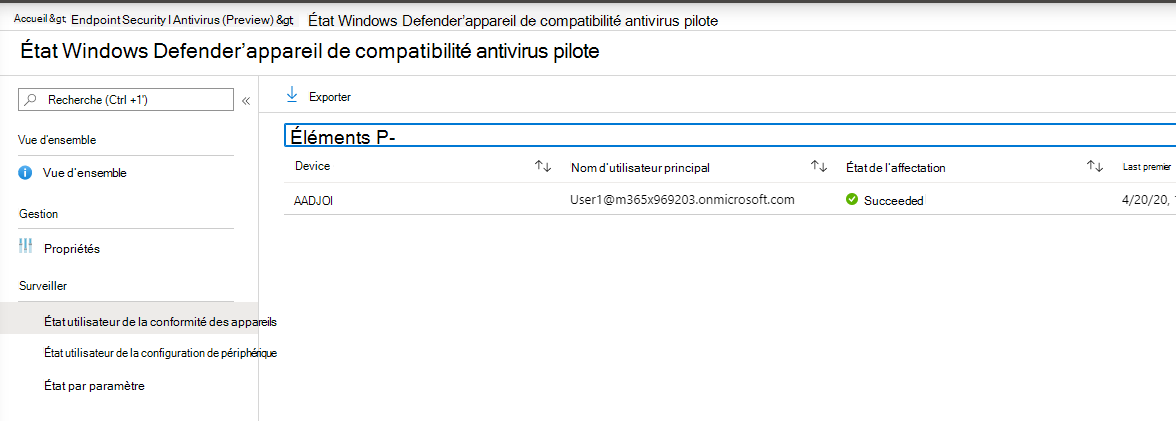 Accueil &gt; Endpoint Security I Antivirus (Preview) &gt; État Windows Defender’appareil de compatibilité antivirus pilote
État Windows Defender’appareil de compatibilité antivirus pilote
Recherche (Ctrl +1') «
Exporter
Éléments P-
Vue d'ensemble
Vue d'ensemble
Gestion
Propriétés
Surveiller
État utilisateur de la conformité des appareils
État utilisateur de la configuration de périphérique
État par paramètre
Device Nom d'utilisateur principal État de l'affectation Last premier
AADJOI User1@m365x969203.onmicrosoft.com Succeeded 4/20/20,